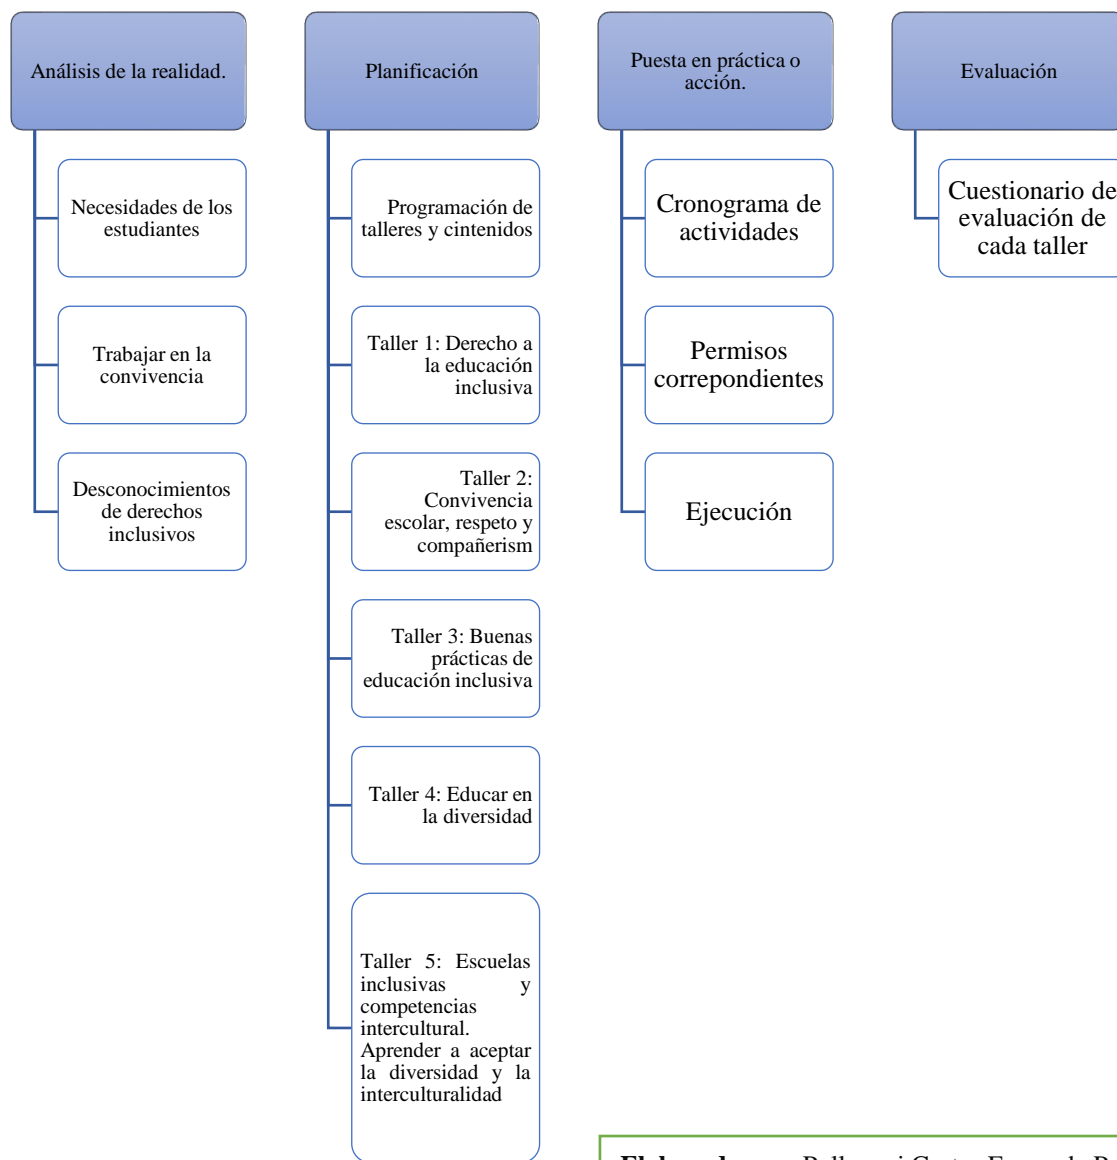 Análisis de la realidad.
Necesidades de los
estudiantes
Trabajar en la
convivencia
Desconocimientos
de derechos
inclusivos
Planificación
Programación de
talleres y cintenidos
Taller 1: Derecho a
la educación
inclusiva
Taller 2:
Convivencia
escolar, respeto y
compañerism
Taller 3: Buenas
prácticas de
educación inclusiva
Taller 4: Educar en
la diversidad
Taller 5: Escuelas
inclusivas y
competencias
intercultural.
Aprender a aceptar
la diversidad y la
interculturalidad
Puesta en práctica o
acción.
Cronograma de
actividades
Permisos
correpondientes
Ejecución
Evaluación
Cuestionario de
evaluación de
cada taller